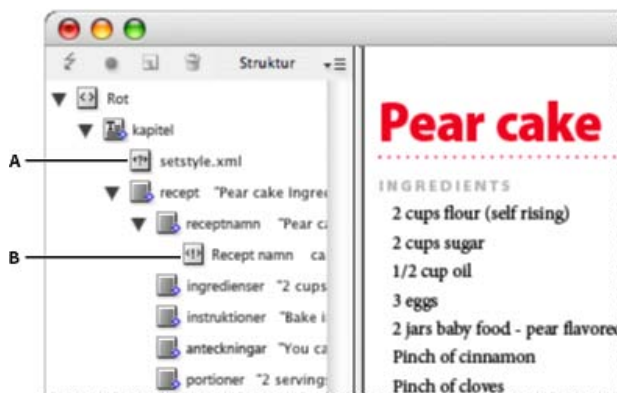 Struktur
Rot
kapitel
A
setstyle.xml
recept "Pear cake Ingre
receptnamn "Pear c
B
Recept namn ca
ingredienser "2 cups
instruktioner "Bake i
anteckningar "You ca
portioner "2 serving
Pear cake
INGREDIENTS
2 cups flour (self rising)
2 cups sugar
1/2 cup oil
3 eggs
2 jars baby food - pear flavored
Pinch of cinnamon
Pinch of cloves